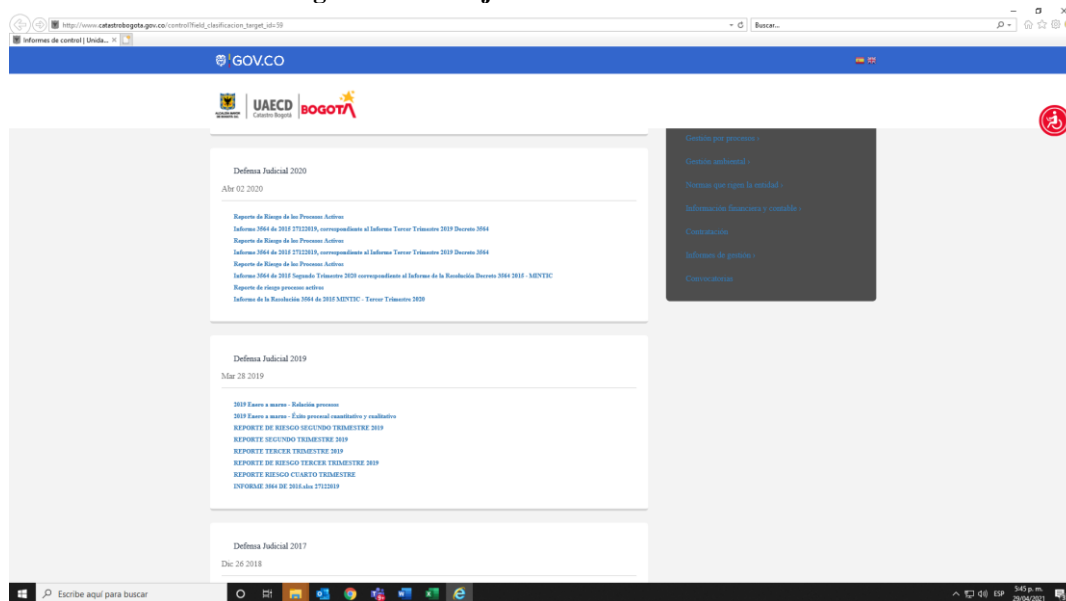 http://www.catastrobogota.gov.co/control?field_clasificacion_target_id=59
Buscar...
Informes de control | Unida...
GOV.CO
UAECD
Catastro Bogotá
BOGOTÁ
Gestión por procesos ›
Gestión ambiental ›
Normas que rigen la entidad ›
Información financiera y contable ›
Contratación
Informes de gestión ›
Convocatorias
Defensa Judicial 2020
Abr 02 2020
Reporte de Riesgo de los Procesos Activos
Informe 3564 de 2015 27122019, correspondiente al Informe Tercer Trimestre 2019 Decreto 3564
Reporte de Riesgo de los Procesos Activos
Informe 3564 de 2015 27122019, correspondiente al Informe Tercer Trimestre 2019 Decreto 3564
Reporte de Riesgo de los Procesos Activos
Informe 3564 de 2015 Segundo Trimestre 2020 correspondiente al Informe de la Resolución Decreto 3564 2015 - MINTIC
Reporte de riesgo procesos activos
Informe de la Resolución 3564 de 2015 MINTIC - Tercer Trimestre 2020
Defensa Judicial 2019
Mar 28 2019
2019 Enero a marzo - Relación procesos
2019 Enero a marzo - Éxito procesal cuantitativo y cualitativo
REPORTE DE RIESGO SEGUNDO TRIMESTRE 2019
REPORTE SEGUNDO TRIMESTRE 2019
REPORTE TERCER TRIMESTRE 2019
REPORTE DE RIESGO TERCER TRIMESTRE 2019
REPORTE RIESGO CUARTO TRIMESTRE
INFORME 3564 DE 2015.xlsx 27122019
Defensa Judicial 2017
Dic 26 2018
Escribe aquí para buscar
ESP
5:45 p. m.
29/04/2021